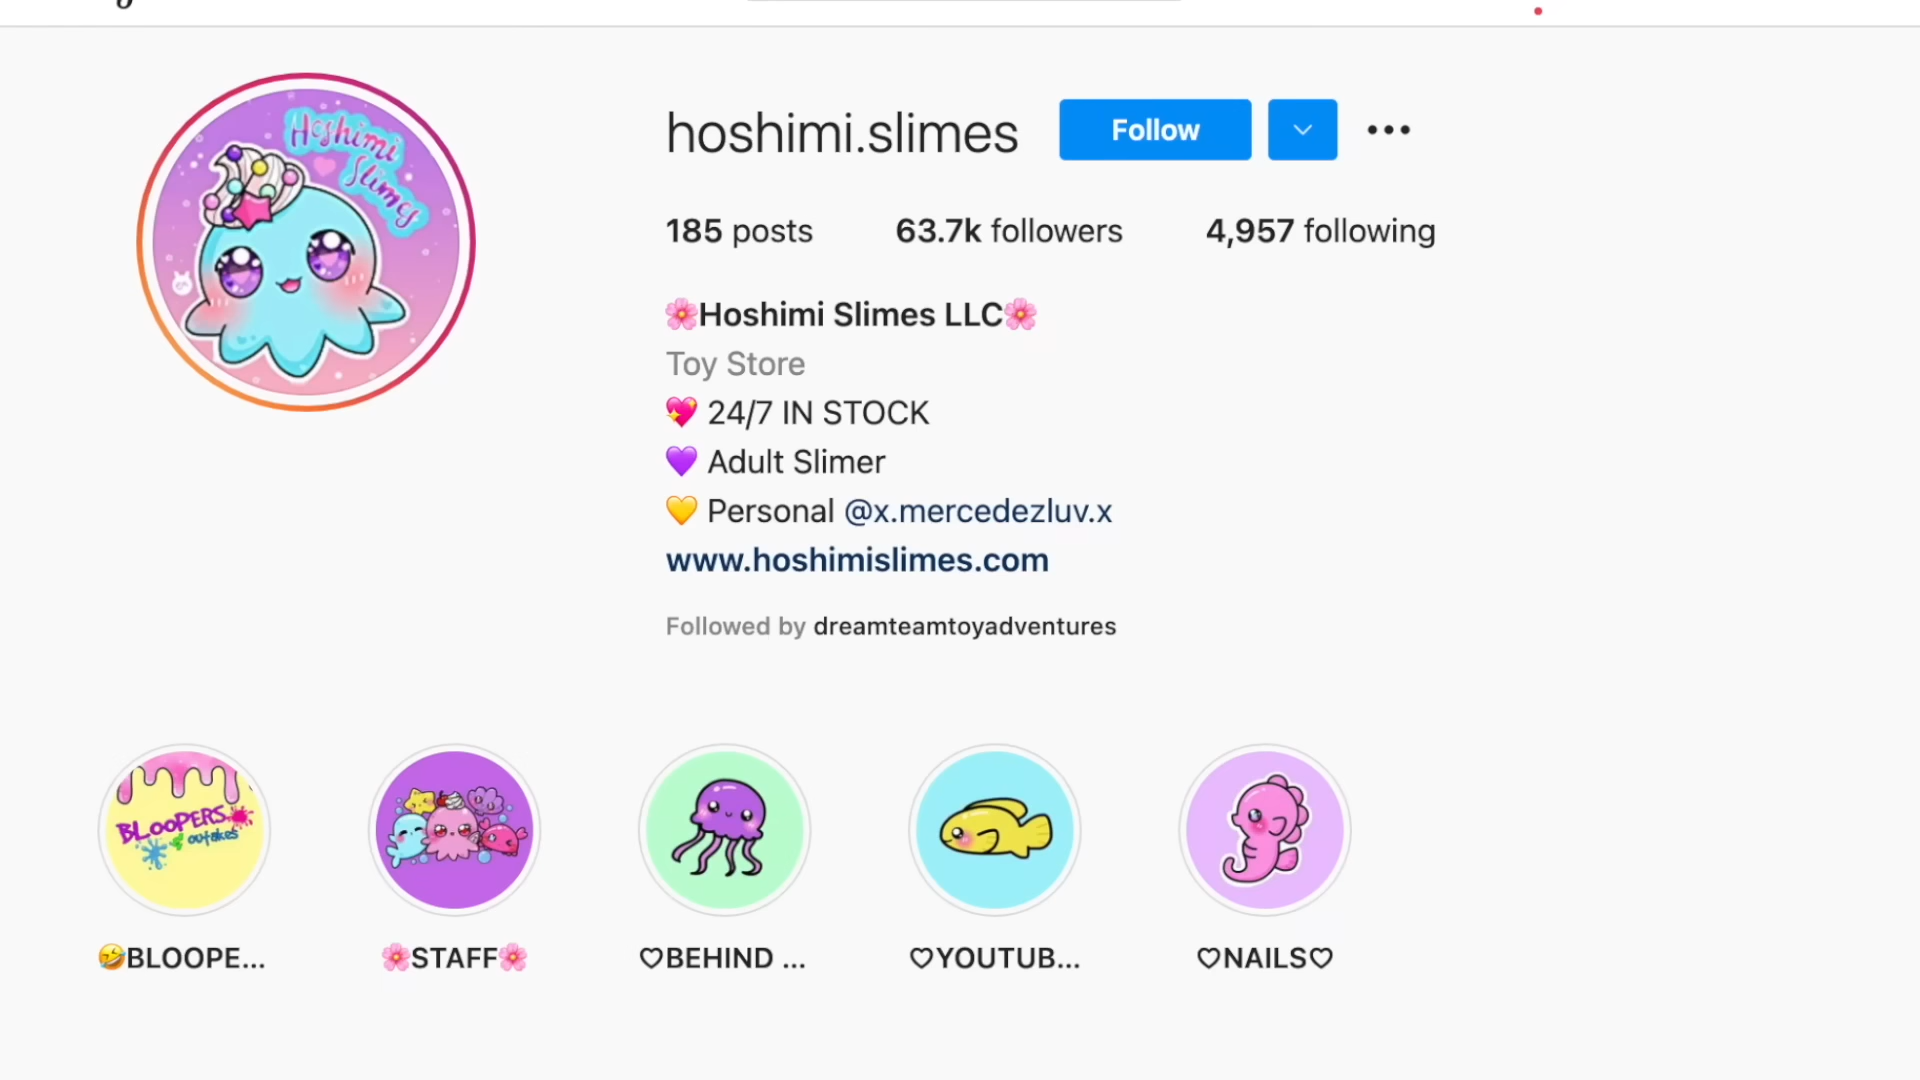 Hoshimi
Slimes
hoshimi.slimes
Follow
185 posts 63.7k followers 4,957 following
🌸Hoshimi Slimes LLC🌸
Toy Store
💖 24/7 IN STOCK
💜 Adult Slimer
💛 Personal @x.mercedezluv.x
www.hoshimislimes.com
Followed by dreamteamtoyadventures
BLOOPERS
outakes
🤣BLOOPE...
🌸STAFF🌸
♡BEHIND ...
♡YOUTUB...
♡NAILS♡